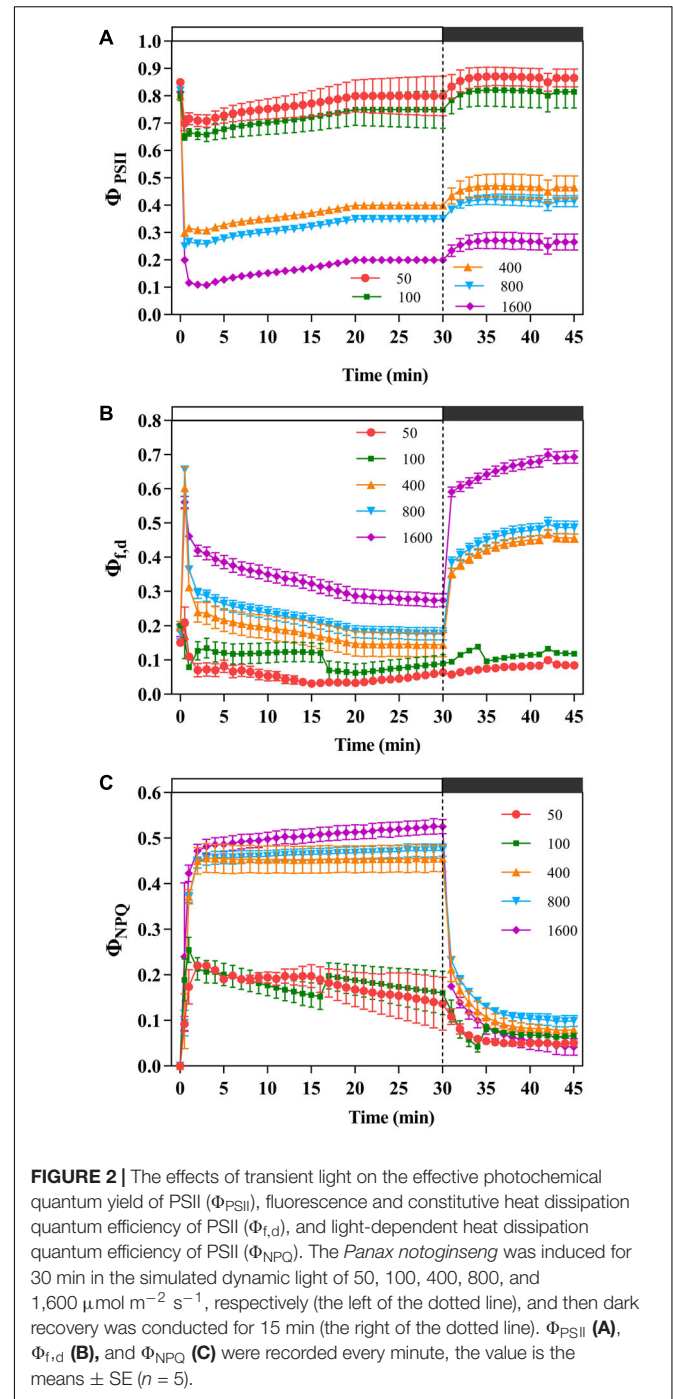 A
1.0
0.9
0.8
0.7
0.6
0.5
0.4
0.3
0.2
0.1
0.0
Φ PSII
50
100
400
800
1600
0 5 10 15 20 25 30 35 40 45
Time (min)
B
0.8
0.7
0.6
0.5
0.4
0.3
0.2
0.1
0.0
Φf,d
50
100
400
800
1600
0 5 10 15 20 25 30 35 40 45
Time (min)
C
0.6
0.5
0.4
0.3
0.2
0.1
0.0
ΦNPQ
50
100
400
800
1600
0 5 10 15 20 25 30 35 40 45
Time (min)
FIGURE 2 | The effects of transient light on the effective photochemical
quantum yield of PSII (ΦPSII), fluorescence and constitutive heat dissipation
quantum efficiency of PSII (Φf,d), and light-dependent heat dissipation
quantum efficiency of PSII (ΦNPQ). The Panax notoginseng was induced for
30 min in the simulated dynamic light of 50, 100, 400, 800, and
1,600 μmol m−2 s−1, respectively (the left of the dotted line), and then dark
recovery was conducted for 15 min (the right of the dotted line). ΦPSII (A),
Φf,d (B), and ΦNPQ (C) were recorded every minute, the value is the
means ± SE (n = 5).